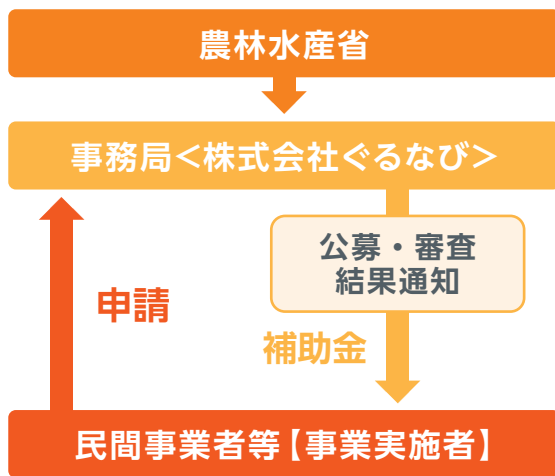 農林水産省
事務局＜株式会社ぐるなび＞
公募・審査
結果通知
申請
補助金
民間事業者等【事業実施者】